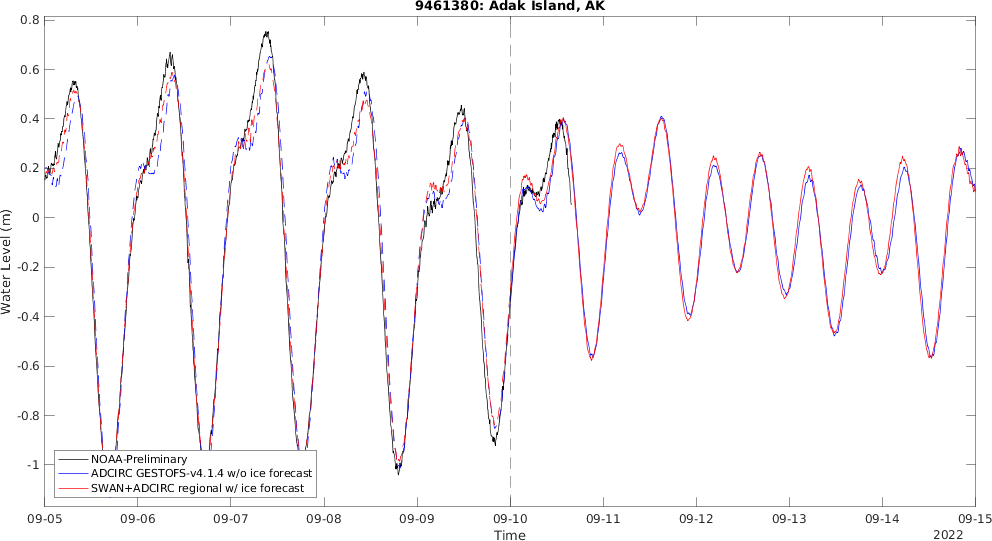 9461380: Adak Island, AK
0.8
0.6
0.4
0.2
0
-0.2
-0.4
-0.6
-0.8
-1
Water Level (m)
NOAA-Preliminary
ADCIRC GESTOFS-v4.1.4 w/o ice forecast
SWAN+ADCIRC regional w/ ice forecast
09-05 09-06 09-07 09-08 09-09 09-10 09-11 09-12 09-13 09-14 09-15
Time
2022